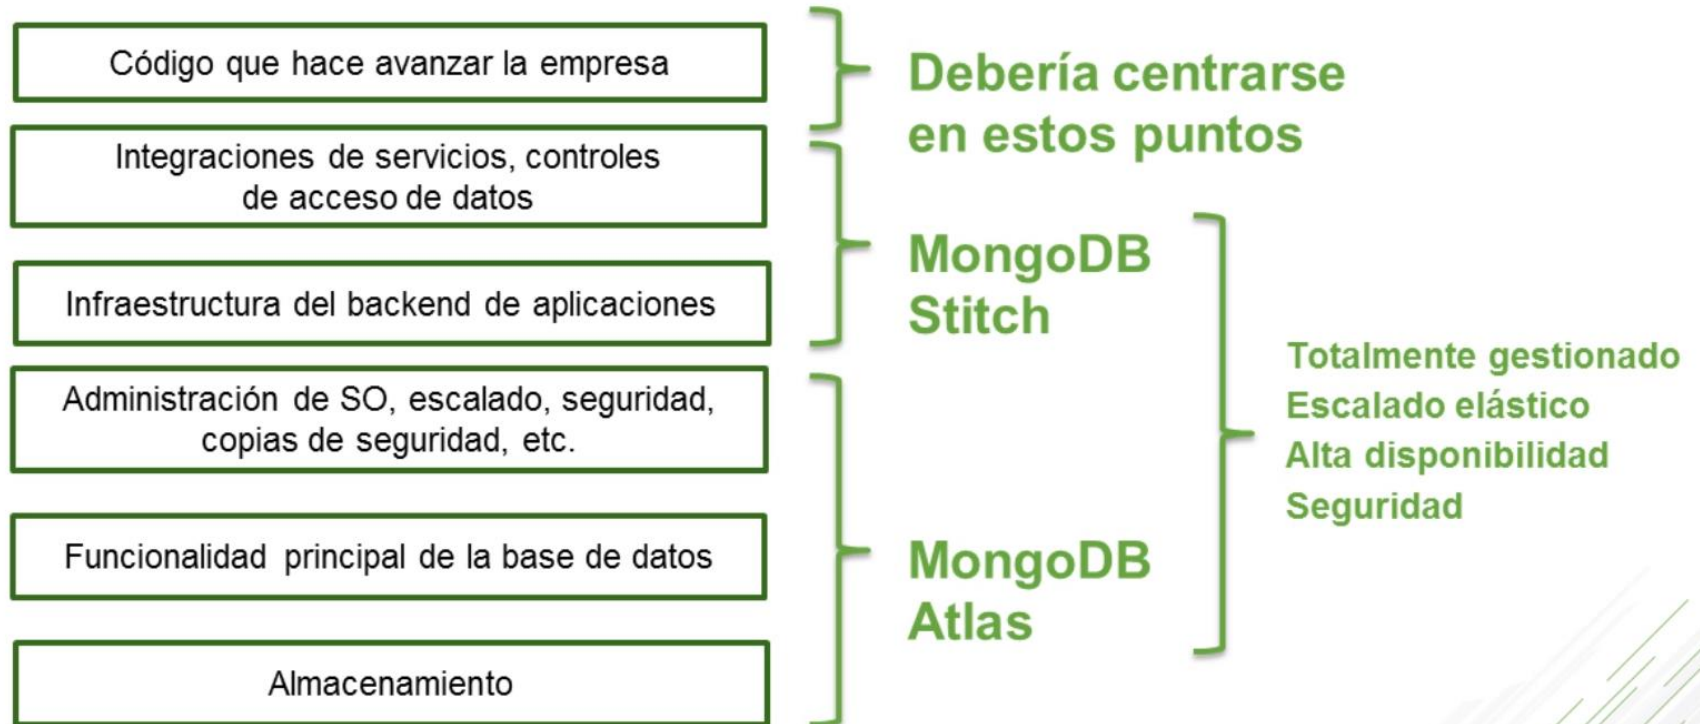 Código que hace avanzar la empresa
Integraciones de servicios, controles
de acceso de datos
Infraestructura del backend de aplicaciones
Administración de SO, escalado, seguridad,
copias de seguridad, etc.
Funcionalidad principal de la base de datos
Almacenamiento
Debería centrarse
en estos puntos
MongoDB
Stitch
MongoDB
Atlas
Totalmente gestionado
Escalado elástico
Alta disponibilidad
Seguridad